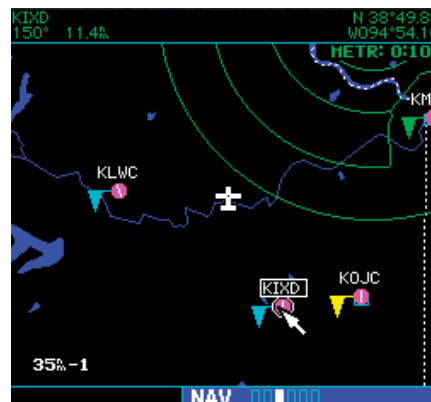 KIXD N 38°49.8
150° 11.4nm W094°54.1
METR: 0:10
KM
KLWC
KIXD KOJC
35nm-1
NAV